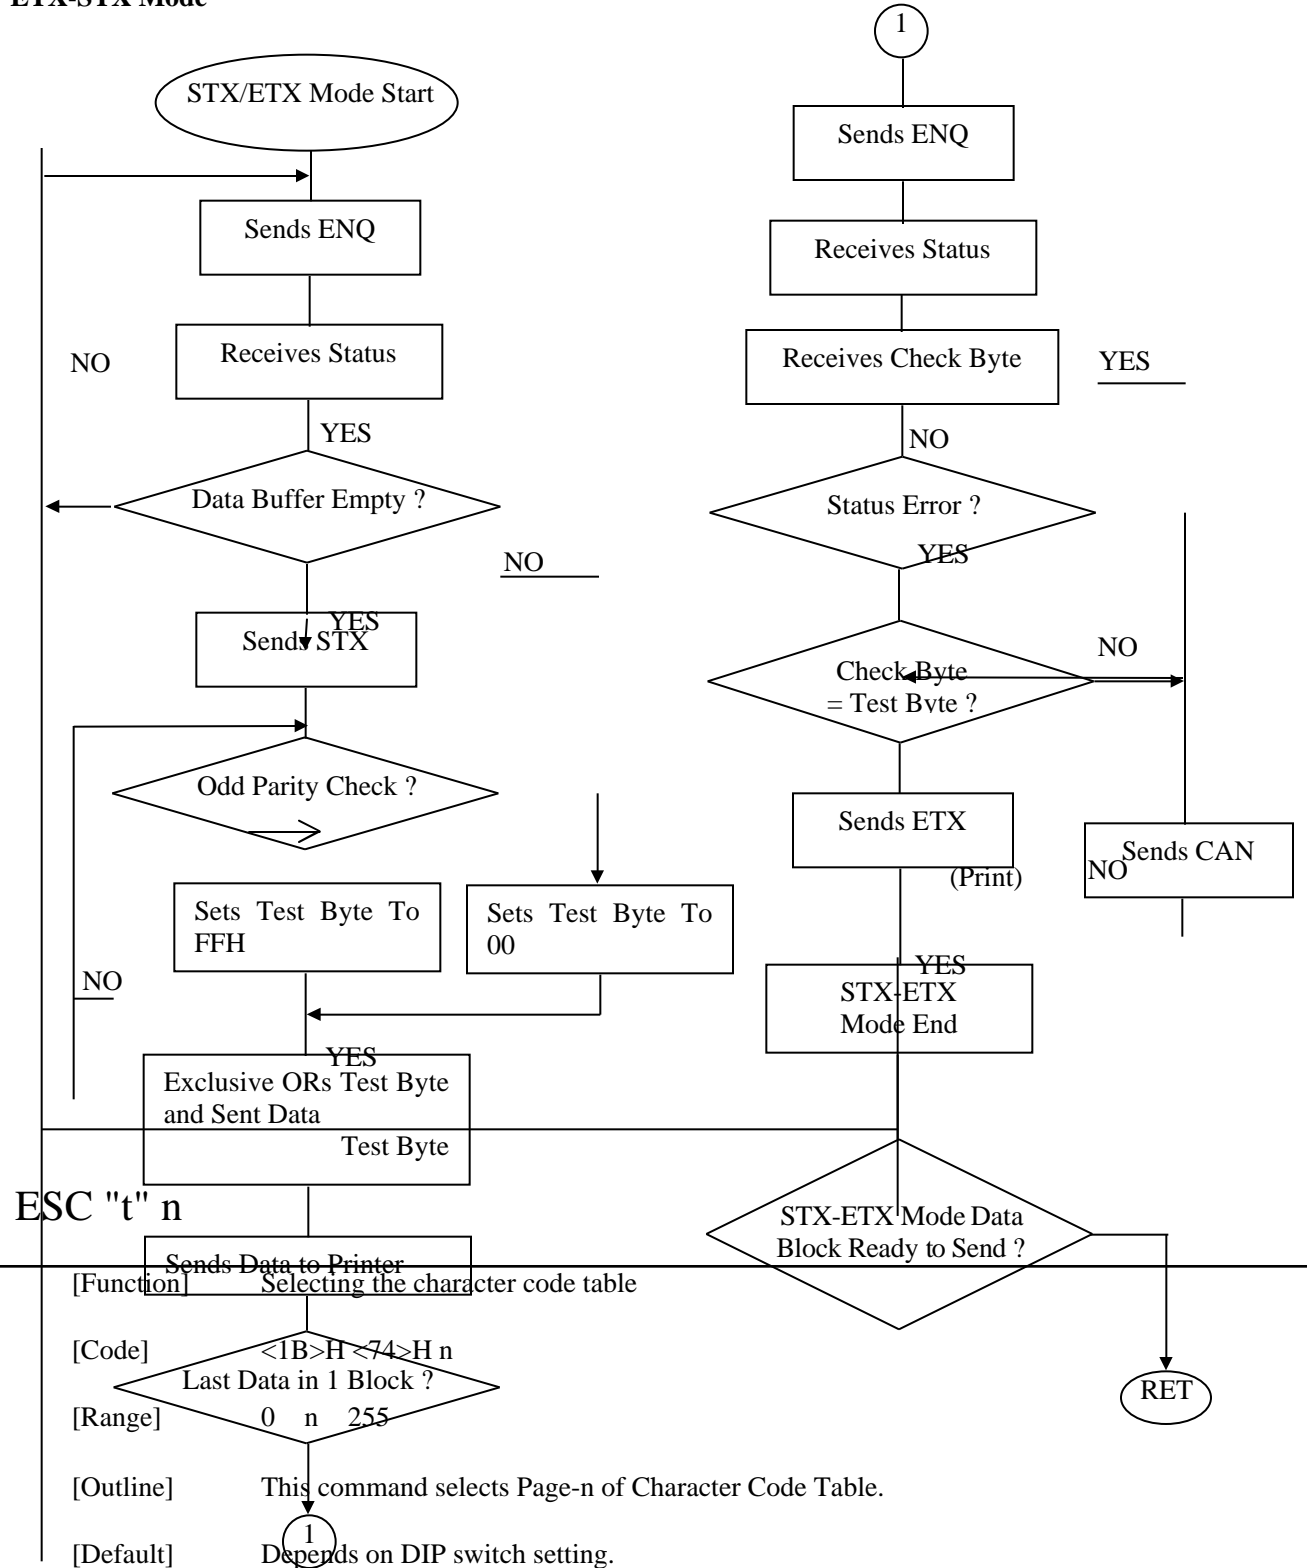 ETX-STX Mode
STX/ETX Mode Start
Sends ENQ
NO
Receives Status
YES
Data Buffer Empty ?
NO
YES
Sends STX
Odd Parity Check ?
Sets Test Byte To
FFH
Sets Test Byte To
00
NO
YES
Exclusive ORs Test Byte
and Sent Data
Test Byte
Sends Data to Printer
Last Data in 1 Block ?
1
1
Sends ENQ
Receives Status
Receives Check Byte
YES
NO
Status Error ?
YES
NO
Check Byte
= Test Byte ?
Sends ETX
(Print)
Sends CAN
NO
YES
STX-ETX
Mode End
STX-ETX Mode Data
Block Ready to Send ?
RET
ESC "t" n
[Function] Selecting the character code table
[Code] <1B>H <74>H n
[Range] 0 n 255
[Outline] This command selects Page-n of Character Code Table.
[Default] Depends on DIP switch setting.